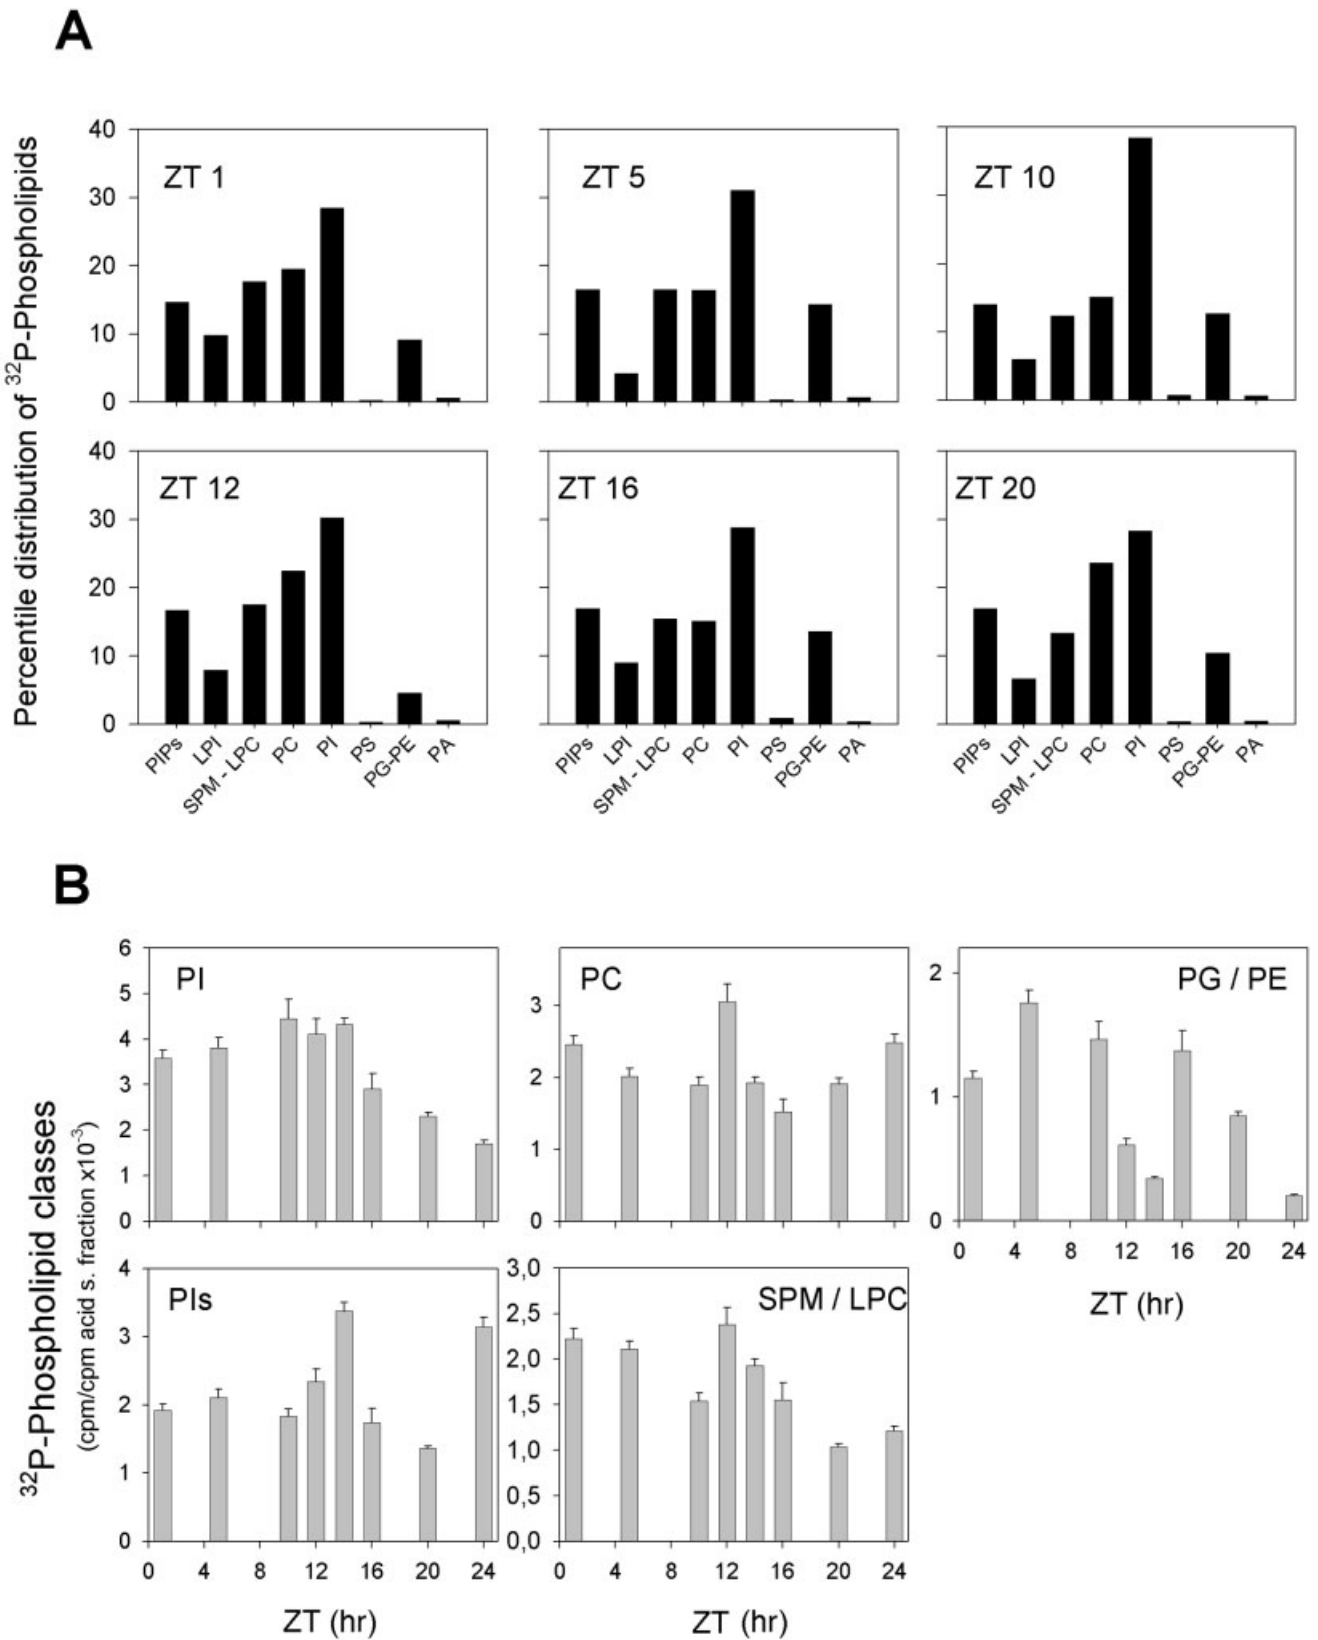 A
Percentile distribution of ³²P-Phospholipids
40
30
20
10
0
ZT 1
ZT 5
ZT 10
40
30
20
10
0
ZT 12
ZT 16
ZT 20
PIPs LPI SPM - LPC PC PI PS PG-PE PA
PIPs LPI SPM - LPC PC PI PS PG-PE PA
PIPs LPI SPM - LPC PC PI PS PG-PE PA
B
³²P-Phospholipid classes
(cpm/cpm acid s. fraction x10⁻³)
6
5
4
3
2
1
0
PI
3
2
1
0
PC
2
1
0
PG / PE
0 4 8 12 16 20 24
ZT (hr)
4
3
2
1
0
PIs
0 4 8 12 16 20 24
ZT (hr)
3,0
2,5
2,0
1,5
1,0
0,5
0,0
SPM / LPC
0 4 8 12 16 20 24
ZT (hr)